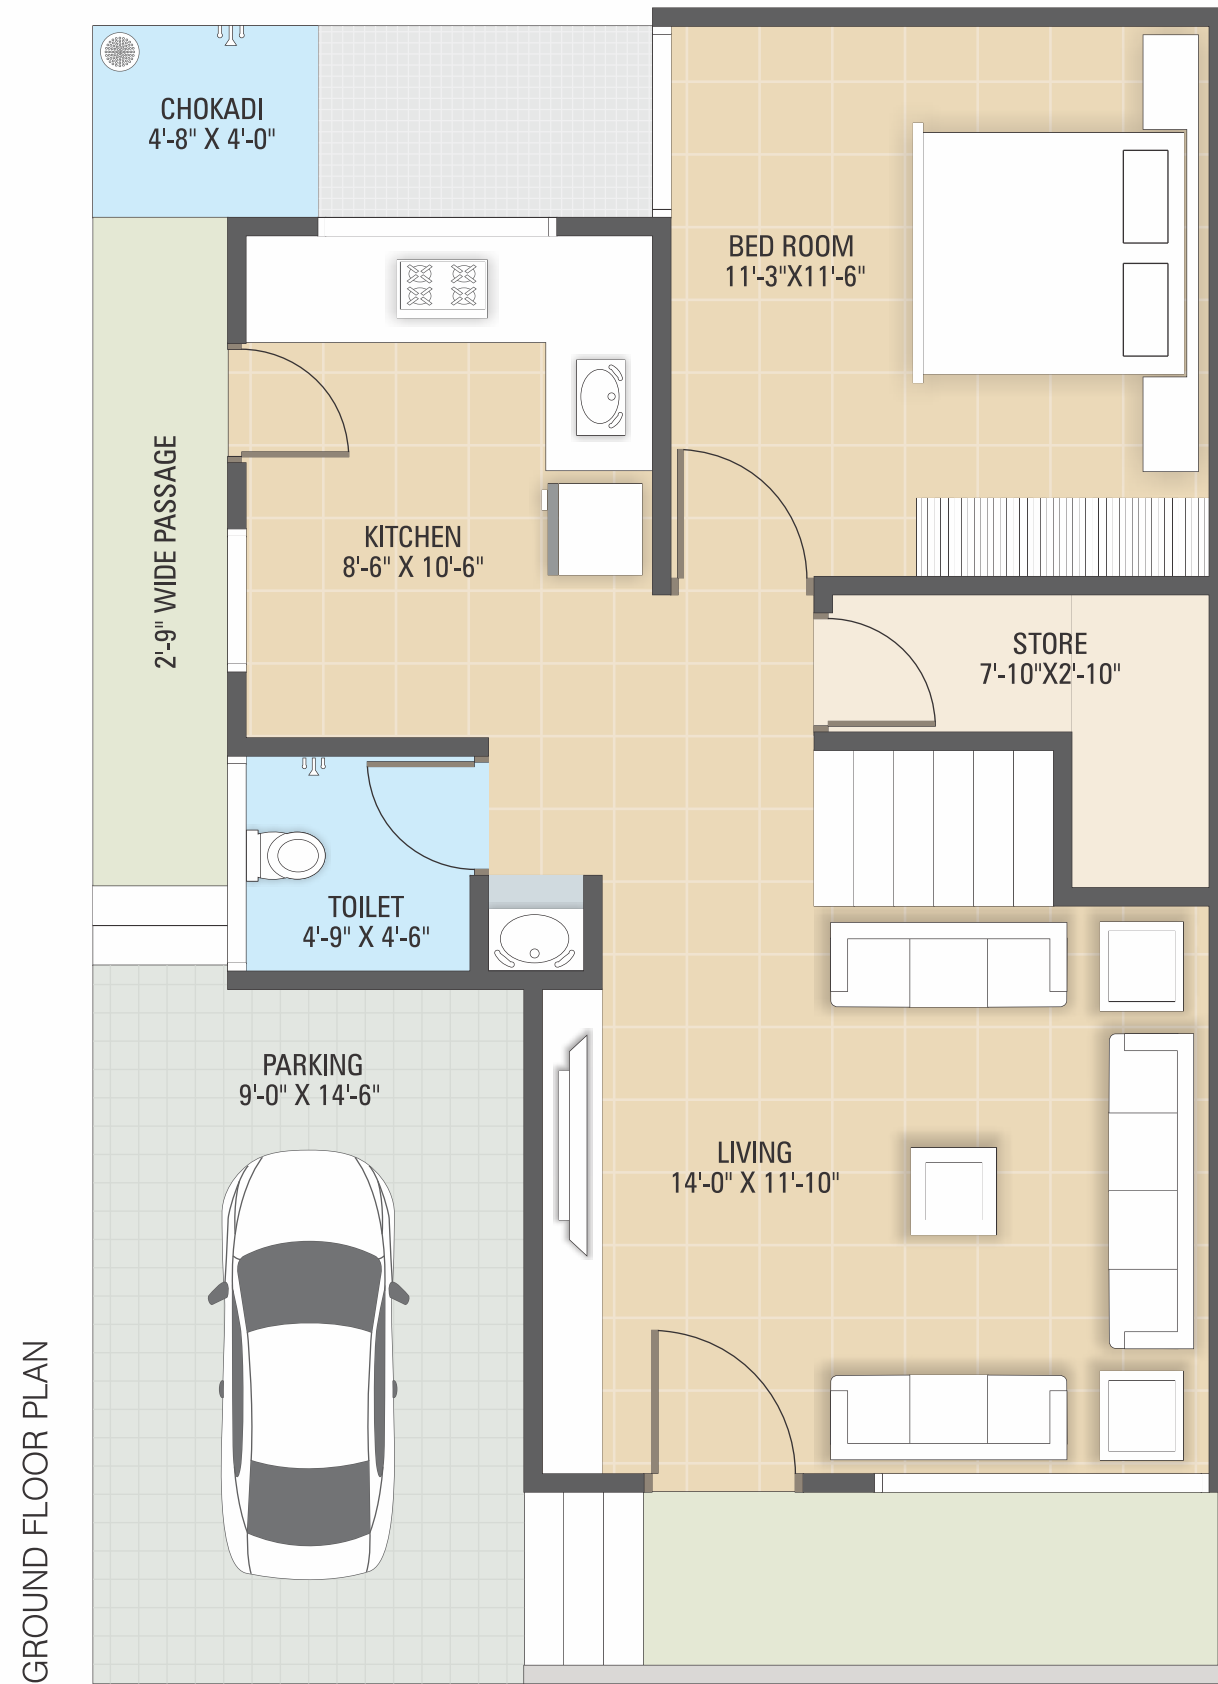 CHOKADI
4'-8" X 4'-0"
BED ROOM
11'-3"X11'-6"
2'-9" WIDE PASSAGE
KITCHEN
8'-6" X 10'-6"
STORE
7'-10"X2'-10"
TOILET
4'-9" X 4'-6"
PARKING
9'-0" X 14'-6"
LIVING
14'-0" X 11'-10"
GROUND FLOOR PLAN